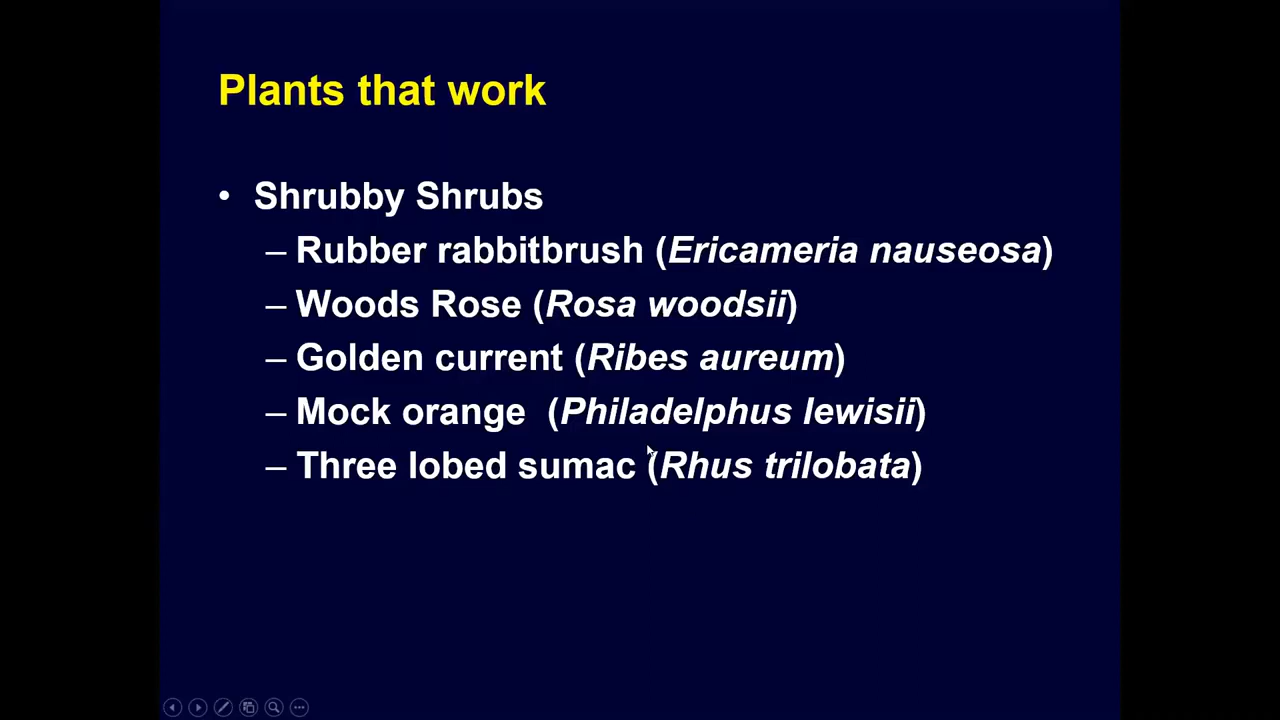 Plants that work
• Shrubby Shrubs
– Rubber rabbitbrush (Ericameria nauseosa)
– Woods Rose (Rosa woodsii)
– Golden current (Ribes aureum)
– Mock orange  (Philadelphus lewisii)
– Three lobed sumac (Rhus trilobata)